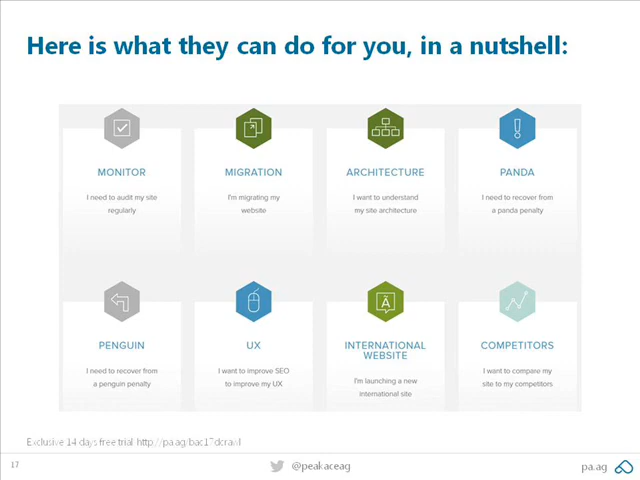 Here is what they can do for you, in a nutshell:
MONITOR
I need to audit my site
regularly
MIGRATION
I'm migrating my
website
ARCHITECTURE
I want to understand
my site architecture
PANDA
I need to recover from
a panda penalty
PENGUIN
I need to recover from
a penguin penalty
UX
I want to improve SEO
to improve my UX
INTERNATIONAL
WEBSITE
I'm launching a new
international site
COMPETITORS
I want to compare my
site to my competitors
Exclusive 14 days free trial: http://pa.ag/bac17dcrawl
17
@peakaceag
pa.ag